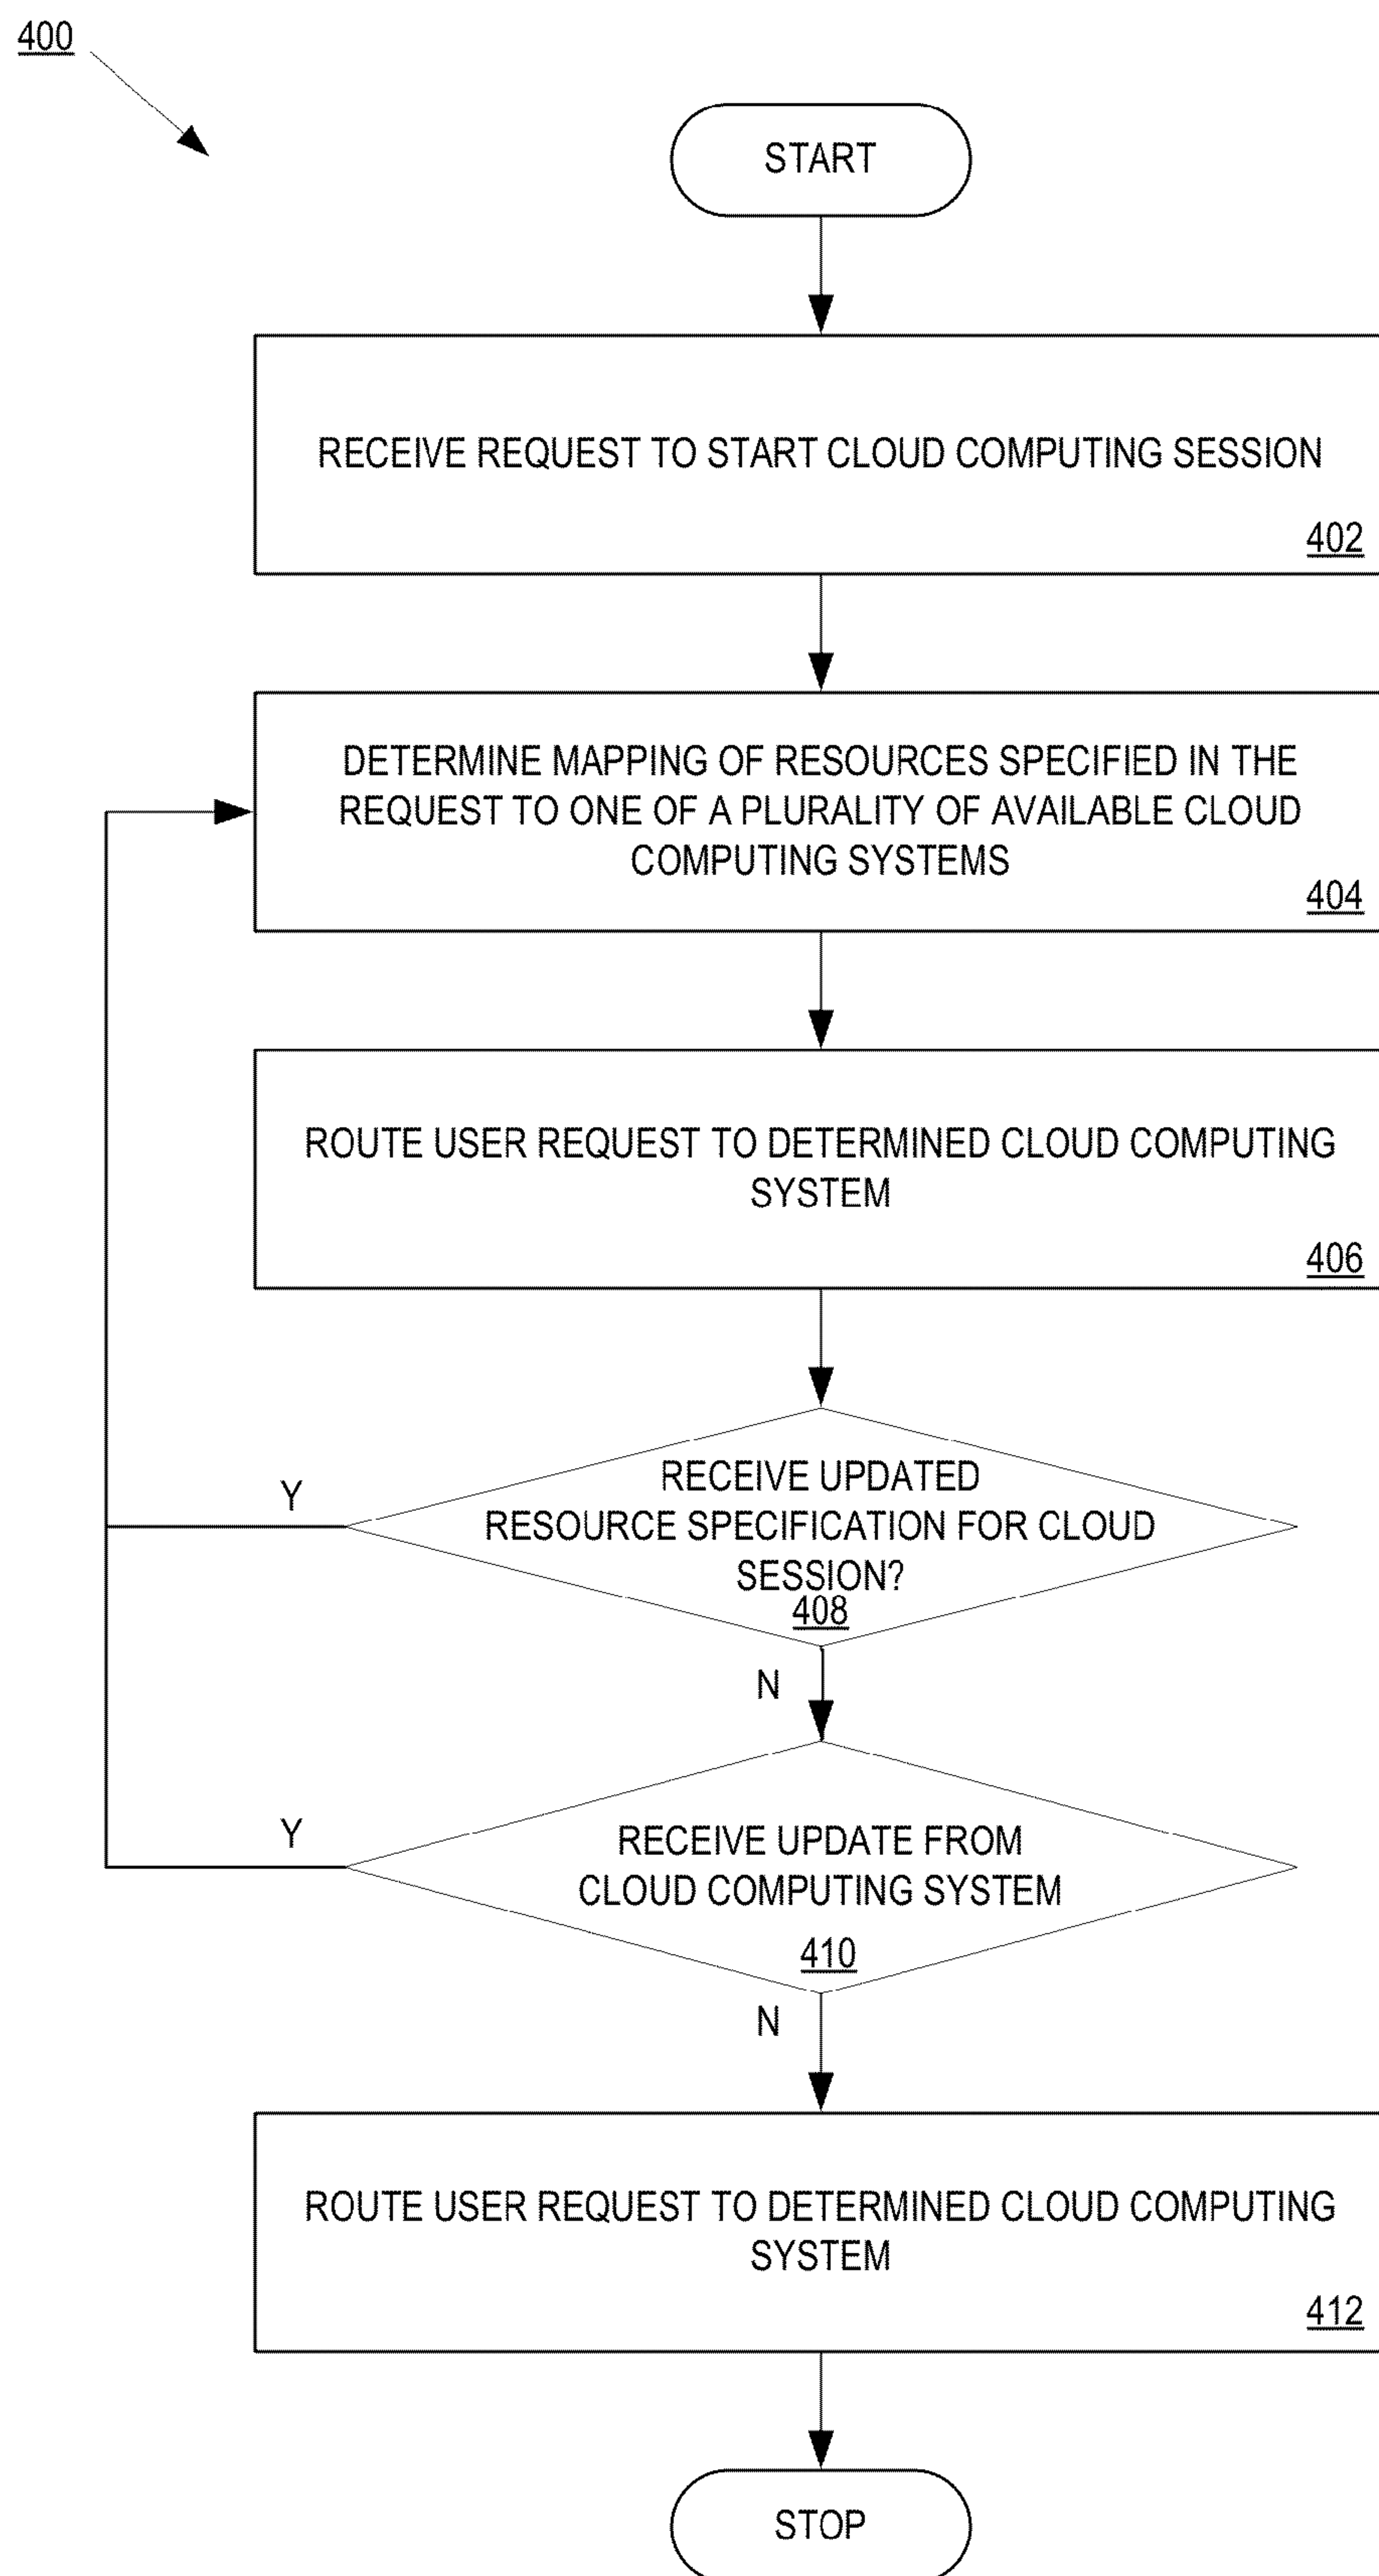 400
START
RECEIVE REQUEST TO START CLOUD COMPUTING SESSION
402
DETERMINE MAPPING OF RESOURCES SPECIFIED IN THE
REQUEST TO ONE OF A PLURALITY OF AVAILABLE CLOUD
COMPUTING SYSTEMS
404
ROUTE USER REQUEST TO DETERMINED CLOUD COMPUTING
SYSTEM
406
RECEIVE UPDATED
RESOURCE SPECIFICATION FOR CLOUD
SESSION?
408
Y
N
RECEIVE UPDATE FROM
CLOUD COMPUTING SYSTEM
410
Y
N
ROUTE USER REQUEST TO DETERMINED CLOUD COMPUTING
SYSTEM
412
STOP